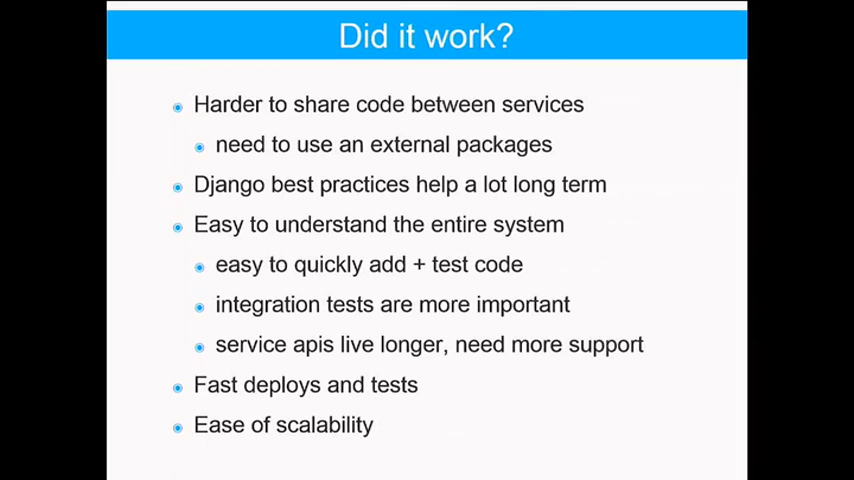 Did it work?
Harder to share code between services
need to use an external packages
Django best practices help a lot long term
Easy to understand the entire system
easy to quickly add + test code
integration tests are more important
service apis live longer, need more support
Fast deploys and tests
Ease of scalability